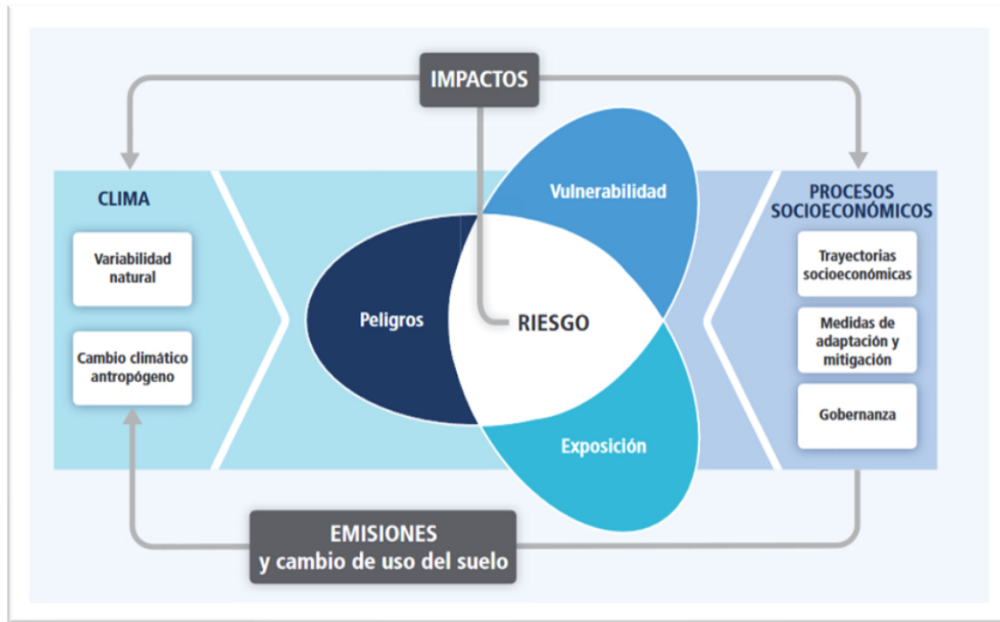 IMPACTOS
CLIMA
Variabilidad
natural
Cambio climático
antropógeno
Peligros
Vulnerabilidad
RIESGO
Exposición
PROCESOS
SOCIOECONÓMICOS
Trayectorias
socioeconómicas
Medidas de
adaptación y
mitigación
Gobernanza
EMISIONES
y cambio de uso del suelo